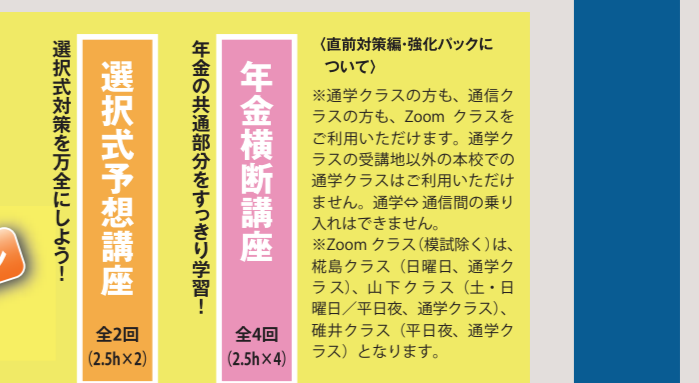 選択式対策を万全にしよう!
選択式予想講座
全2回
(2.5h×2)
年金の共通部分をすっきり学習!
年金横断講座
全4回
(2.5h×4)
〈直前対策編・強化パックに
ついて〉
※通学クラスの方も、通信ク
ラスの方も、Zoom クラスを
ご利用いただけます。通学ク
ラスの受講地以外の本校での
通学クラスはご利用いただけ
ません。通学⇔通信間の乗り
入れはできません。
※Zoom クラス(模試除く)は、
椛島クラス(日曜日、通学ク
ラス)、山下クラス(土・日
曜日/平日夜、通学クラス)、
碓井クラス(平日夜、通学ク
ラス)となります。